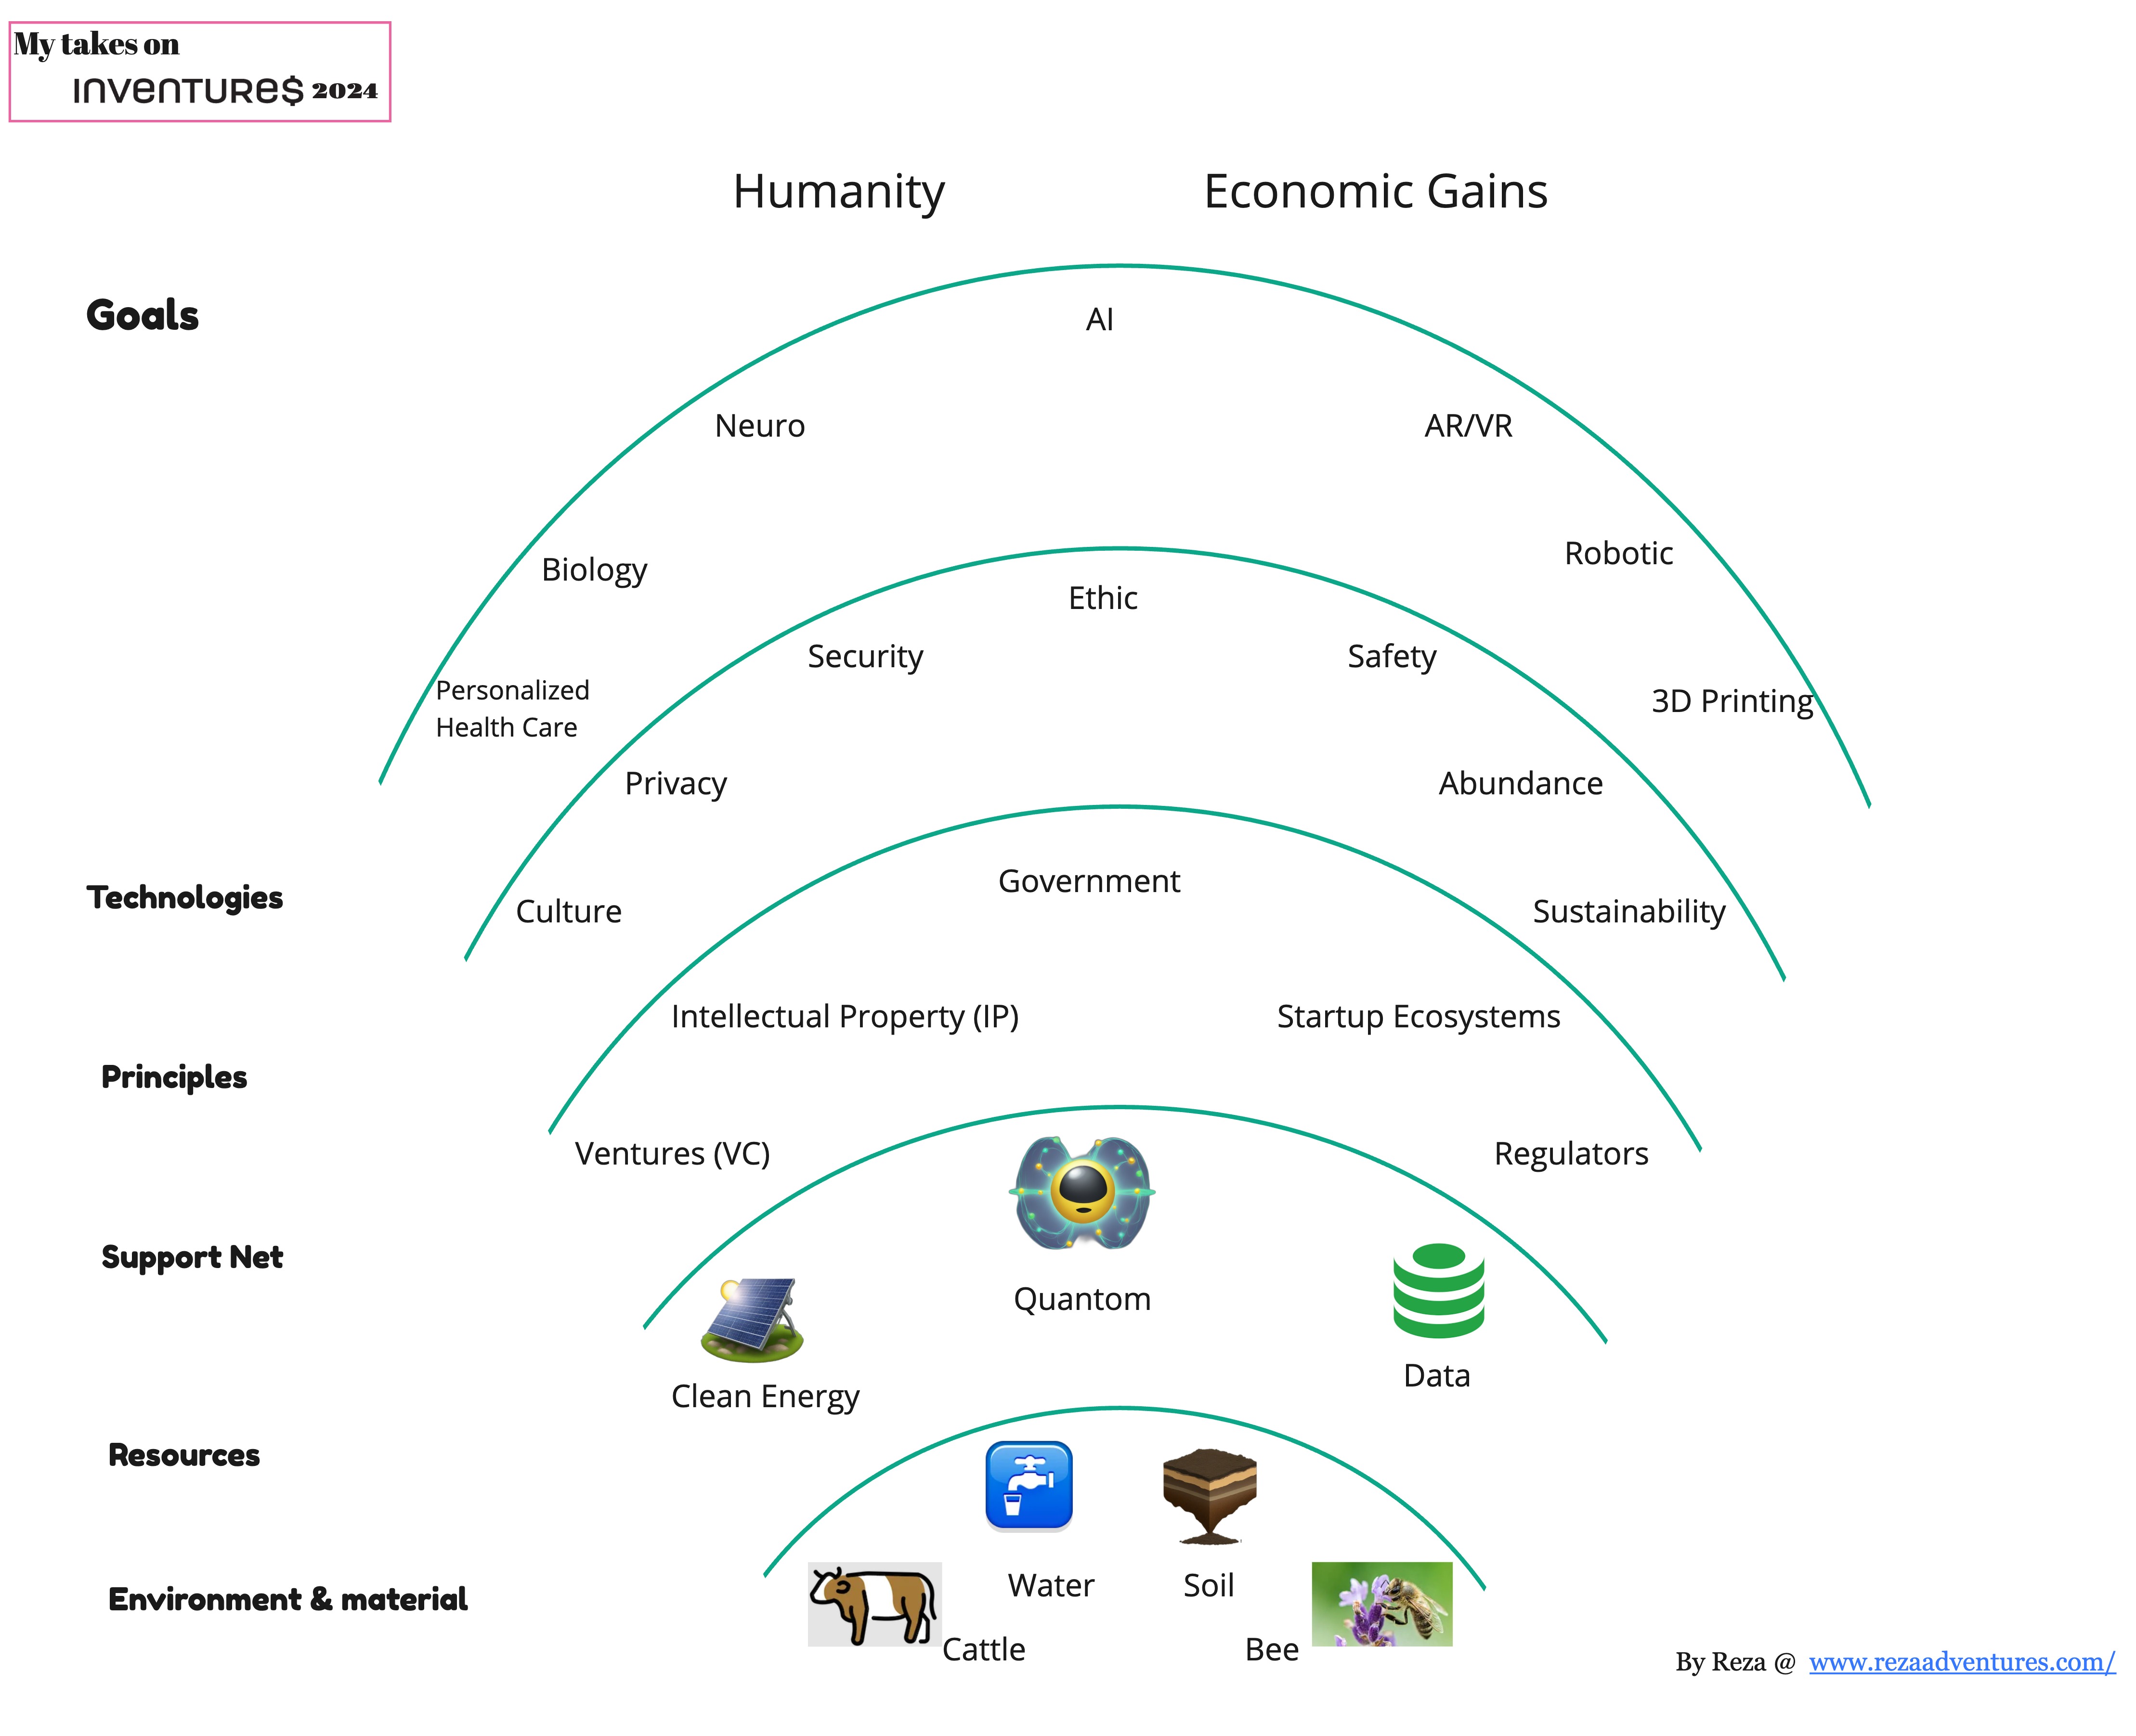 My takes on
INVENTURE$ 2024
Humanity
Economic Gains
Goals
AI
Neuro
AR/VR
Biology
Robotic
Ethic
Security
Safety
Personalized
Health Care
3D Printing
Privacy
Abundance
Technologies
Government
Culture
Sustainability
Intellectual Property (IP)
Startup Ecosystems
Principles
Ventures (VC)
Regulators
Support Net
Quantom
Data
Clean Energy
Resources
Environment & material
Water
Soil
Cattle
Bee
By Reza @ www.rezaadventures.com/